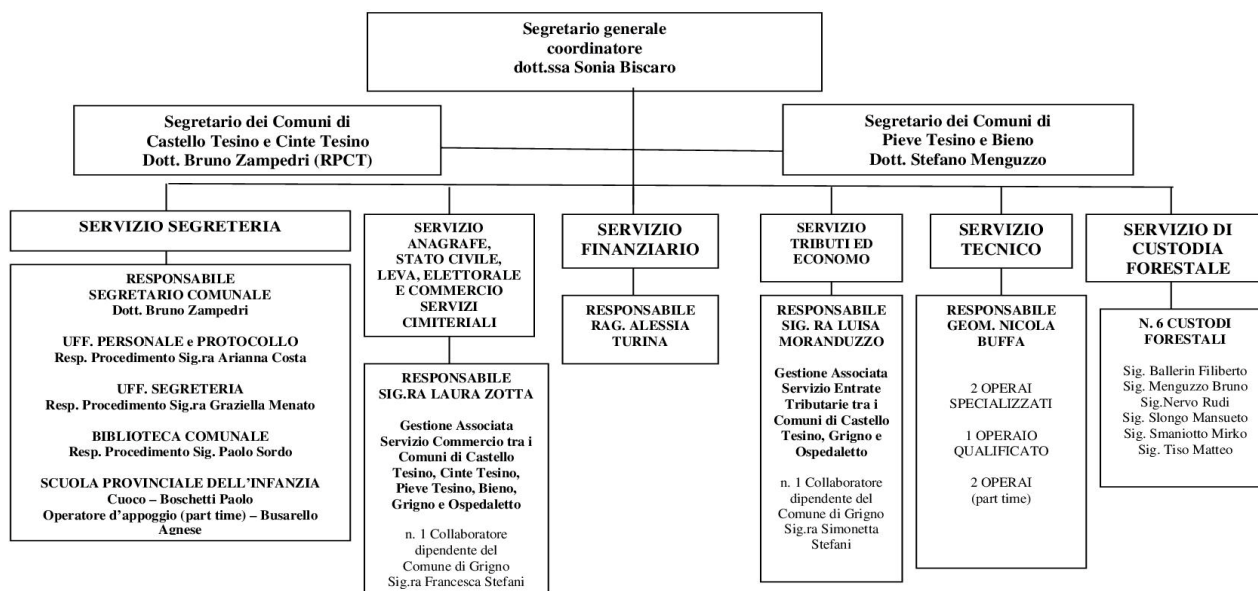 Segretario generale
coordinatore
dott.ssa Sonia Biscaro
Segretario dei Comuni di
Castello Tesino e Cinte Tesino
Dott. Bruno Zampedri (RPCT)
Segretario dei Comuni di
Pieve Tesino e Bieno
Dott. Stefano Menguzzo
SERVIZIO SEGRETERIA
RESPONSABILE
SEGRETARIO COMUNALE
Dott. Bruno Zampedri
UFF. PERSONALE e PROTOCOLLO
Resp. Procedimento Sig.ra Arianna Costa
UFF. SEGRETERIA
Resp. Procedimento Sig.ra Graziella Menato
BIBLIOTECA COMUNALE
Resp. Procedimento Sig. Paolo Sordo
SCUOLA PROVINCIALE DELL'INFANZIA
Cuoco – Boschetti Paolo
Operatore d'appoggio (part time) – Busarello
Agnese
SERVIZIO
ANAGRAFE,
STATO CIVILE,
LEVA, ELETTORALE
E COMMERCIO
SERVIZI
CIMITERIALI
RESPONSABILE
SIG.RA LAURA ZOTTA
Gestione Associata
Servizio Commercio tra i
Comuni di Castello
Tesino, Cinte Tesino,
Pieve Tesino, Bieno,
Grigno e Ospedaletto
n. 1 Collaboratore
dipendente del
Comune di Grigno
Sig.ra Francesca Stefani
SERVIZIO
FINANZIARIO
RESPONSABILE
RAG. ALESSIA
TURINA
SERVIZIO
TRIBUTI ED
ECONOMO
RESPONSABILE
SIG. RA LUISA
MORANDUZZO
Gestione Associata
Servizio Entrate
Tributarie tra i
Comuni di Castello
Tesino, Grigno e
Ospedaletto
n. 1 Collaboratore
dipendente del
Comune di Grigno
Sig.ra Simonetta
Stefani
SERVIZIO
TECNICO
RESPONSABILE
GEOM. NICOLA
BUFFA
2 OPERAI
SPECIALIZZATI
1 OPERAIO
QUALIFICATO
2 OPERAI
(part time)
SERVIZIO DI
CUSTODIA
FORESTALE
N. 6 CUSTODI
FORESTALI
Sig. Ballerin Filiberto
Sig. Menguzzo Bruno
Sig.Nervo Rudi
Sig. Slongo Mansueto
Sig. Smaniotto Mirko
Sig. Tiso Matteo